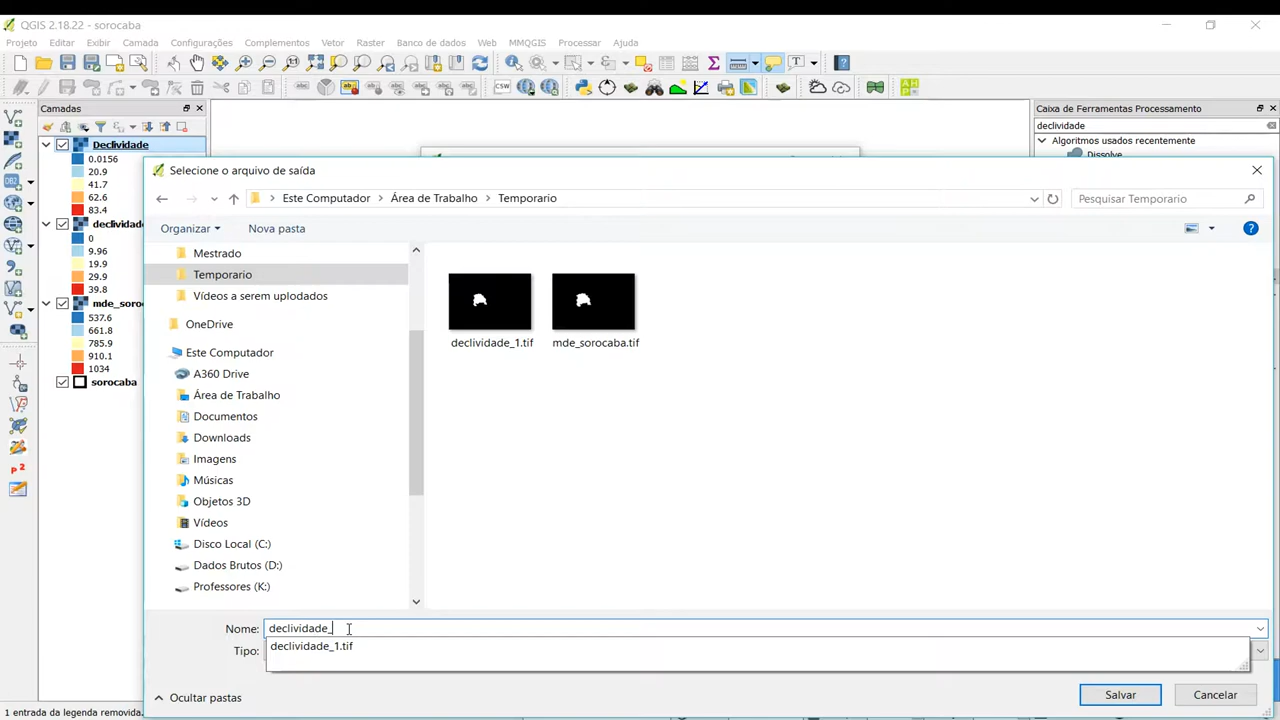 QGIS 2.18.22 - sorocaba
Projeto Editar Exibir Camada Configurações Complementos Vetor Raster Banco de dados Web MMQGIS Processar Ajuda
Camadas
Declividade
0.0156
20.9
41.7
62.6
83.4
declividade
0
9.96
19.9
29.9
39.8
mde_soro
537.6
661.8
785.9
910.1
1034
sorocaba
Caixa de Ferramentas Processamento
declividade
Algoritmos usados recentemente
Dissolve
Selecione o arquivo de saída
Este Computador Área de Trabalho Temporario
Pesquisar Temporario
Organizar Nova pasta
Mestrado
Temporario
Vídeos a serem uplodados
OneDrive
Este Computador
A360 Drive
Área de Trabalho
Documentos
Downloads
Imagens
Músicas
Objetos 3D
Vídeos
Disco Local (C:)
Dados Brutos (D:)
Professores (K:)
declividade_1.tif mde_sorocaba.tif
Nome: declividade_
Tipo: declividade_1.tif
Ocultar pastas
Salvar Cancelar
1 entrada da legenda removida.